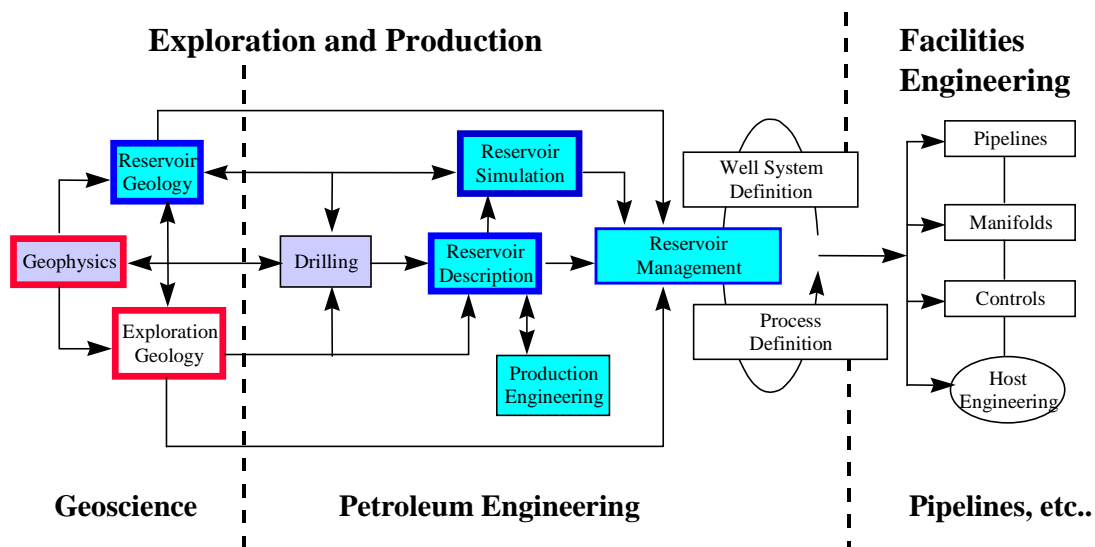 Exploration and Production
Facilities
Engineering
Reservoir
Geology
Geophysics
Exploration
Geology
Drilling
Reservoir
Simulation
Reservoir
Description
Production
Engineering
Reservoir
Management
Well System
Definition
Process
Definition
Pipelines
Manifolds
Controls
Host
Engineering
Geoscience
Petroleum Engineering
Pipelines, etc..